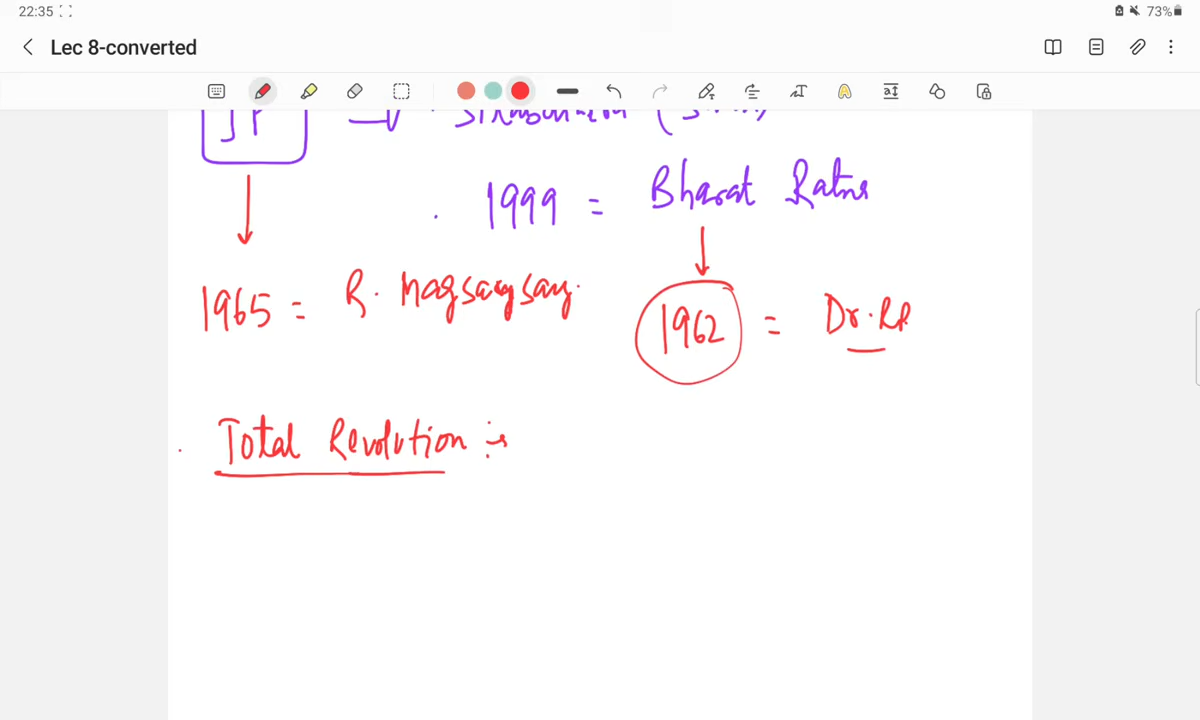 22:35 73%
Lec 8-converted
JP
1999 = Bharat Ratna
1965 = R. Magsaysay.
1962 = Dr. RP
Total Revolution :-